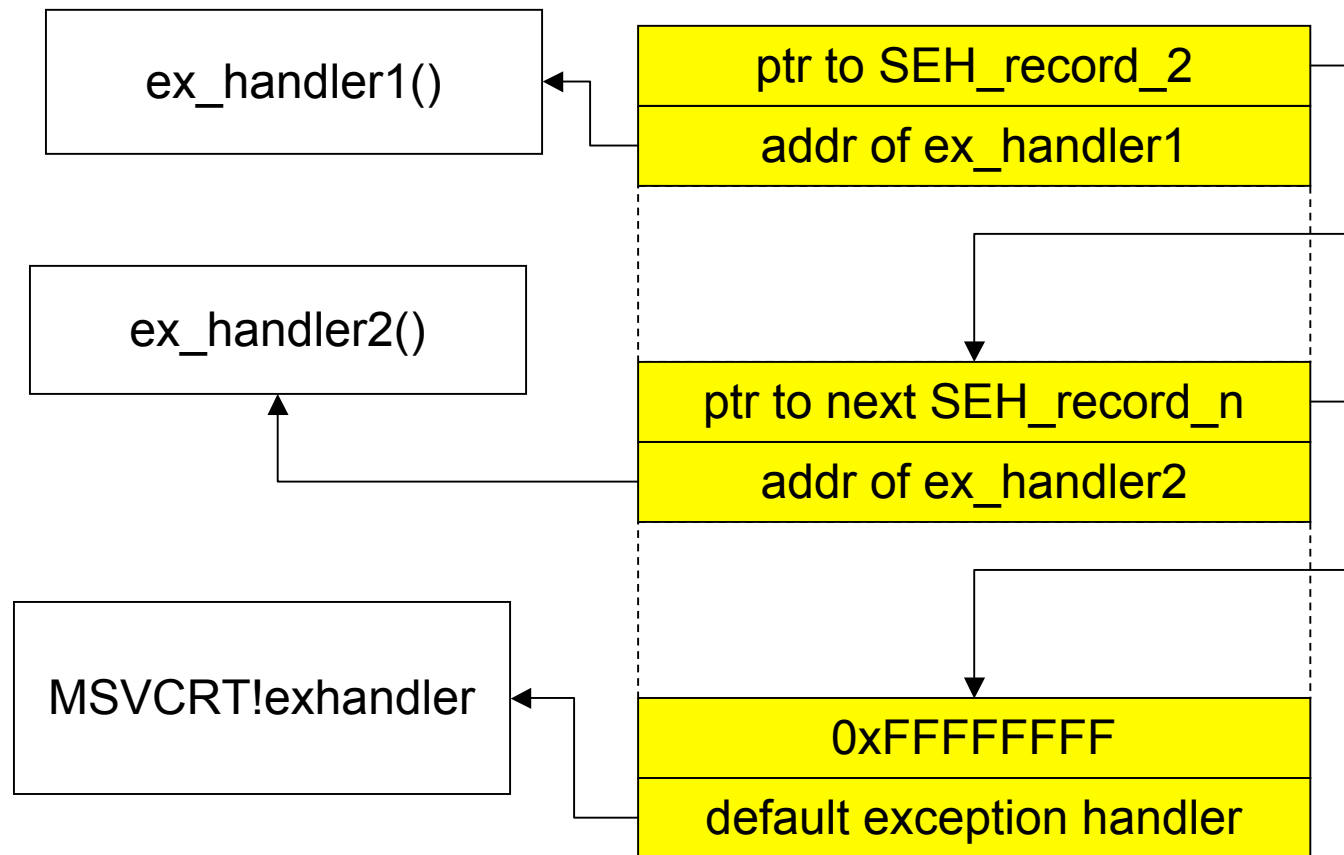 ex_handler1()
ptr to SEH_record_2
addr of ex_handler1
ex_handler2()
ptr to next SEH_record_n
addr of ex_handler2
MSVCRT!exhandler
0xFFFFFFFF
default exception handler